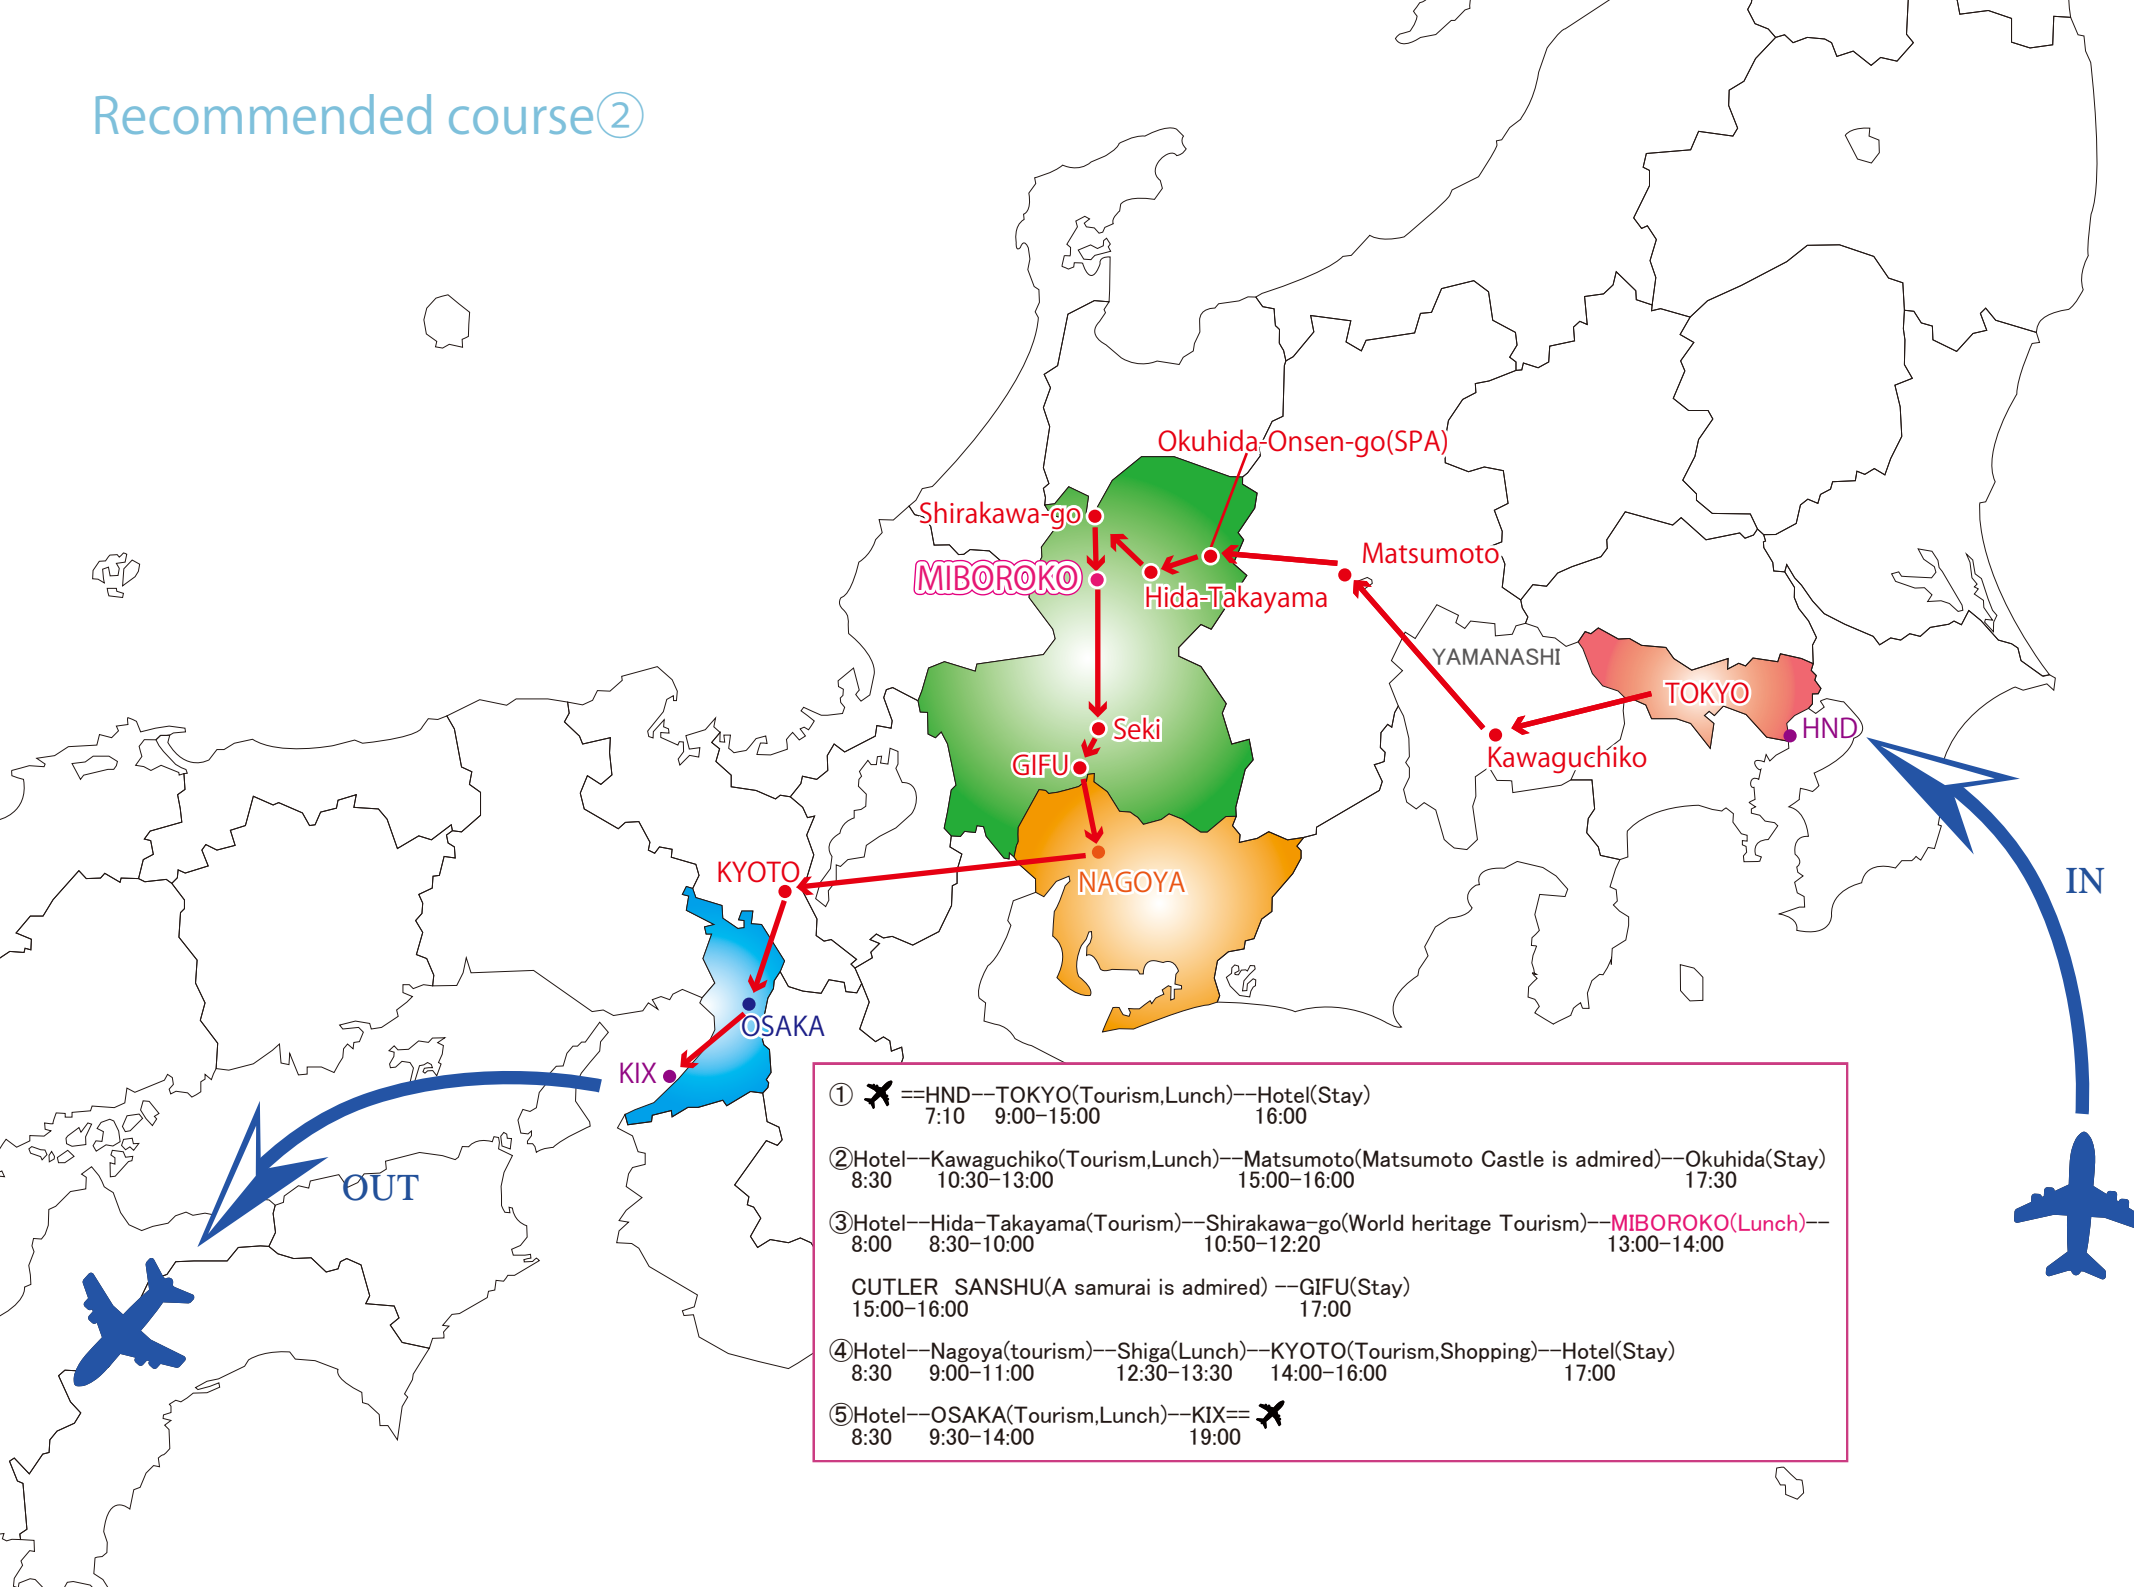 Recommended course②
Okuhida-Onsen-go(SPA)
Shirakawa-go
Matsumoto
MIBOROKO
Hida-Takayama
YAMANASHI
TOKYO
HND
Seki
Kawaguchiko
GIFU
KYOTO
NAGOYA
IN
OSAKA
KIX
OUT
① ==HND--TOKYO(Tourism,Lunch)--Hotel(Stay)
7:10 9:00-15:00 16:00
②Hotel--Kawaguchiko(Tourism,Lunch)--Matsumoto(Matsumoto Castle is admired)--Okuhida(Stay)
8:30 10:30-13:00 15:00-16:00 17:30
③Hotel--Hida-Takayama(Tourism)--Shirakawa-go(World heritage Tourism)--MIBOROKO(Lunch)--
8:00 8:30-10:00 10:50-12:20 13:00-14:00
CUTLER SANSHU(A samurai is admired) --GIFU(Stay)
15:00-16:00 17:00
④Hotel--Nagoya(tourism)--Shiga(Lunch)--KYOTO(Tourism,Shopping)--Hotel(Stay)
8:30 9:00-11:00 12:30-13:30 14:00-16:00 17:00
⑤Hotel--OSAKA(Tourism,Lunch)--KIX==
8:30 9:30-14:00 19:00